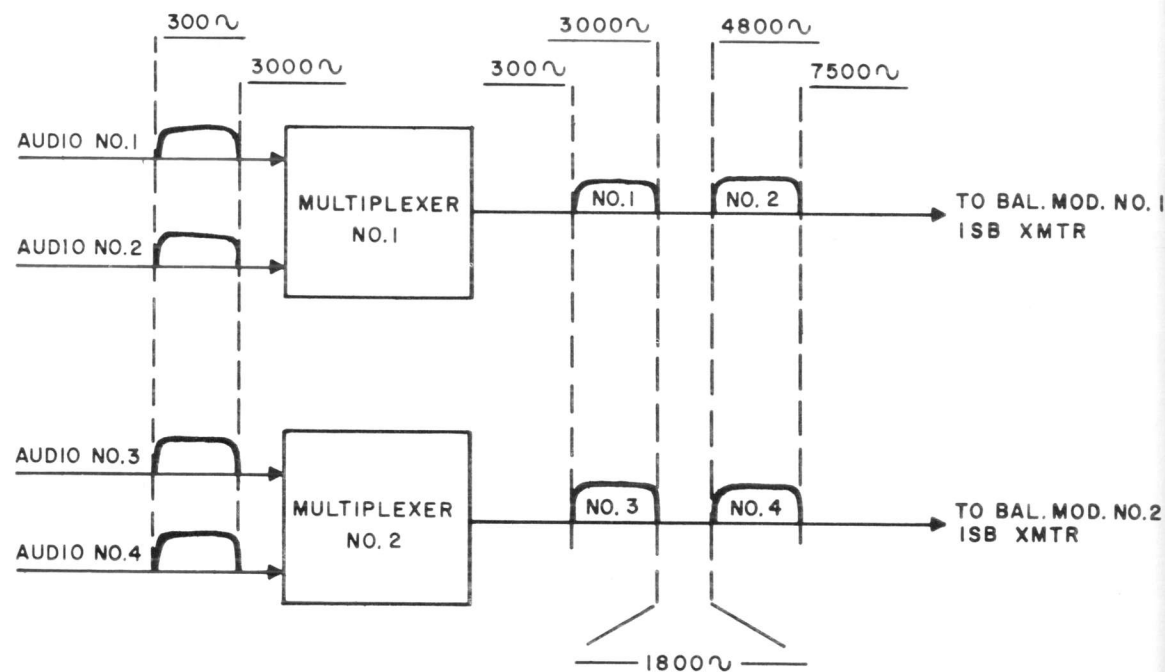 300∿
3000∿
3000∿
4800∿
300∿
7500∿
AUDIO NO.1
AUDIO NO.2
MULTIPLEXER
NO.1
NO.1
NO. 2
TO BAL. MOD. NO.1
ISB XMTR
AUDIO NO.3
AUDIO NO.4
MULTIPLEXER
NO. 2
NO. 3
NO. 4
TO BAL. MOD. NO.2
ISB XMTR
1800∿